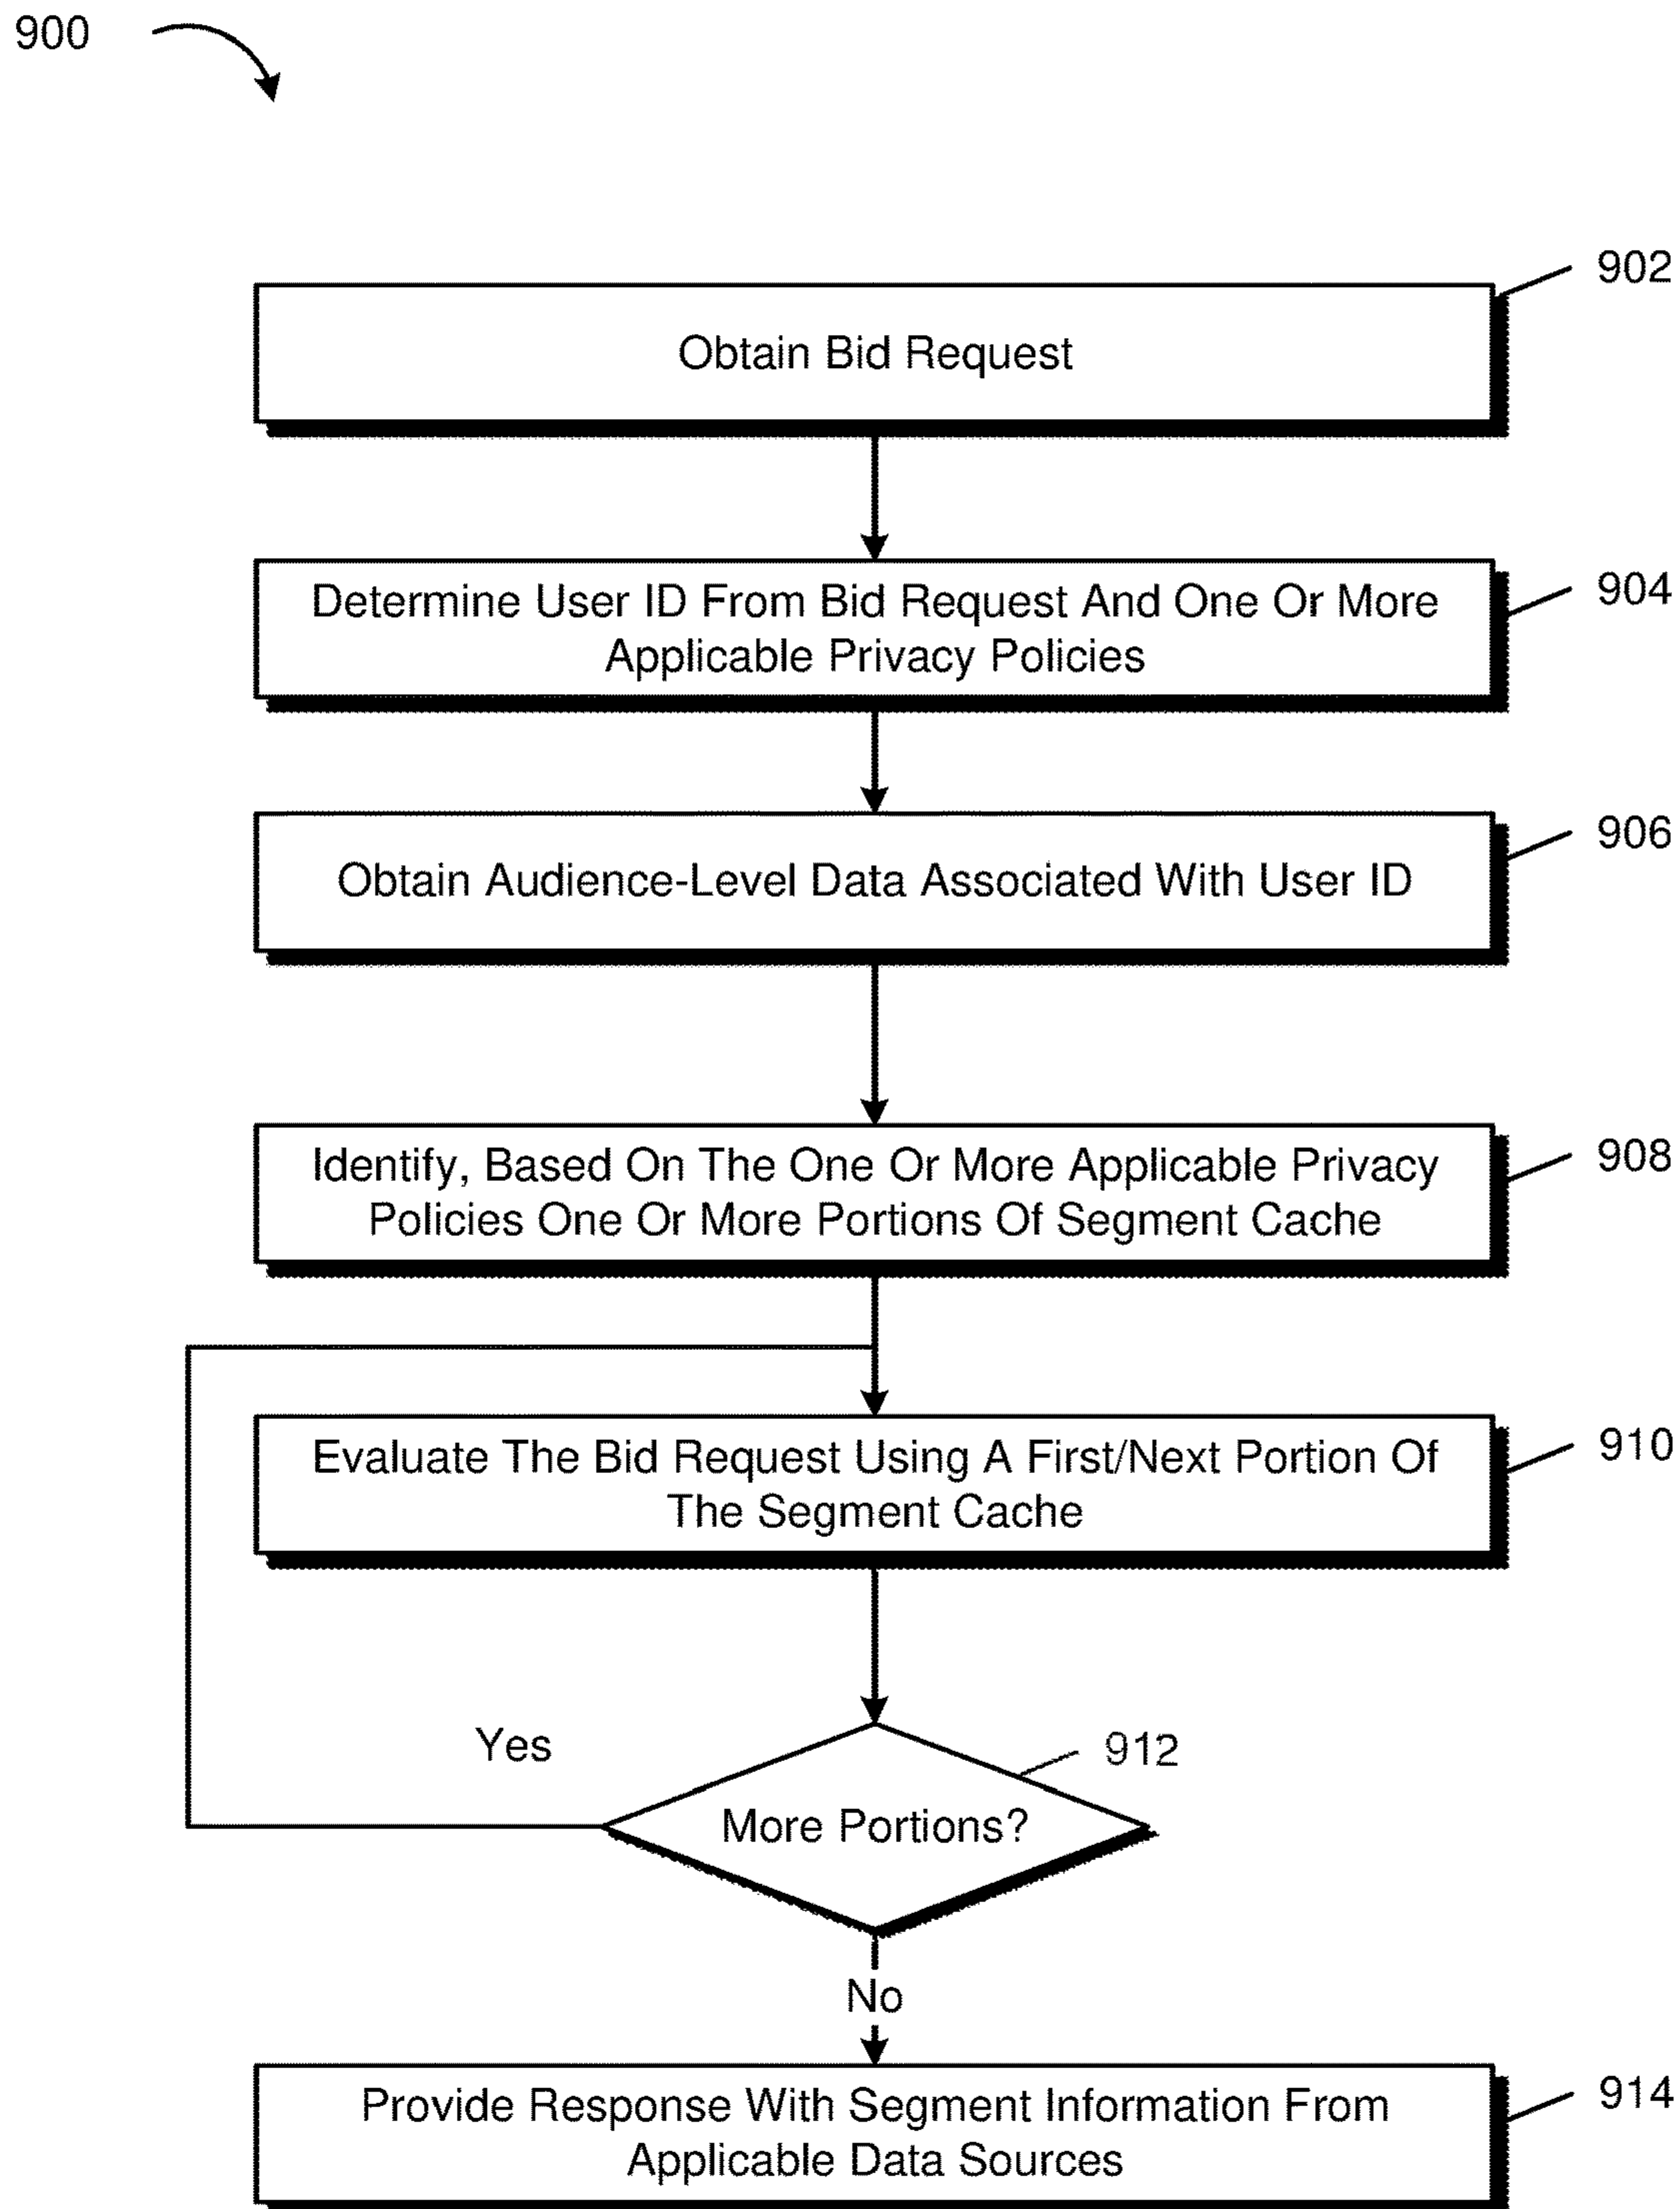 900
902
Obtain Bid Request
904
Determine User ID From Bid Request And One Or More
Applicable Privacy Policies
906
Obtain Audience-Level Data Associated With User ID
908
Identify, Based On The One Or More Applicable Privacy
Policies One Or More Portions Of Segment Cache
910
Evaluate The Bid Request Using A First/Next Portion Of
The Segment Cache
Yes
912
More Portions?
No
914
Provide Response With Segment Information From
Applicable Data Sources